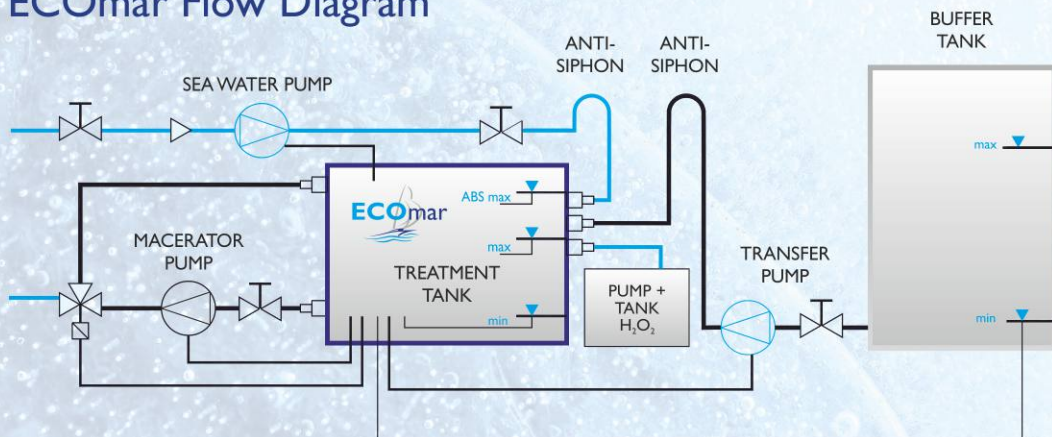 ECOmar Flow Diagram
BUFFER
TANK
ANTI-
SIPHON
ANTI-
SIPHON
SEA WATER PUMP
max
ABS max
ECOmar
MACERATOR
PUMP
max
TREATMENT
TANK
TRANSFER
PUMP
PUMP +
TANK
H₂O₂
min
min